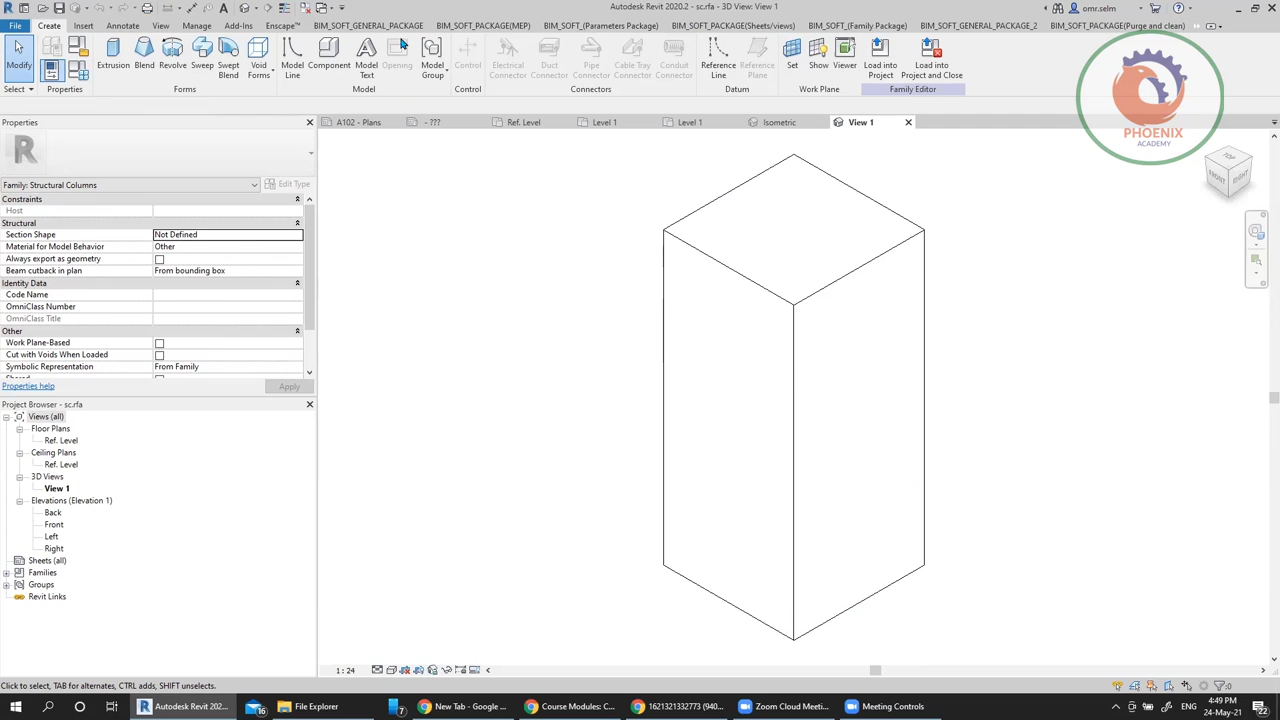 Autodesk Revit 2020.2 - sc.rfa - 3D View: View 1
omr.selm
File Create Insert Annotate View Manage Add-Ins Enscape™ BIM_SOFT_GENERAL_PACKAGE BIM_SOFT_PACKAGE(MEP) BIM_SOFT_(Parameters Package) BIM_SOFT_PACKAGE(Sheets/views) BIM_SOFT_(Family Package) BIM_SOFT_GENERAL_PACKAGE_2 BIM_SOFT_PACKAGE(Purge and clean)
Modify Extrusion Blend Revolve Sweep Swept Blend Void Forms Model Line Component Model Text Opening Model Group Control Electrical Connector Duct Connector Pipe Connector Cable Tray Connector Conduit Connector Reference Line Reference Plane Set Show Viewer Load into Project Load into Project and Close
Select Properties Forms Model Control Connectors Datum Work Plane Family Editor
PHOENIX
ACADEMY
Properties
A102 - Plans - ??? Ref. Level Level 1 Level 1 Isometric View 1
R
Family: Structural Columns Edit Type
Constraints
Host
Structural
Section Shape Not Defined
Material for Model Behavior Other
Always export as geometry
Beam cutback in plan From bounding box
Identity Data
Code Name
OmniClass Number
OmniClass Title
Other
Work Plane-Based
Cut with Voids When Loaded
Symbolic Representation From Family
Shared
Properties help Apply
TOP
FRONT RIGHT
Project Browser - sc.rfa
Views (all)
Floor Plans
Ref. Level
Ceiling Plans
Ref. Level
3D Views
View 1
Elevations (Elevation 1)
Back
Front
Left
Right
Sheets (all)
Families
Groups
Revit Links
1 : 24
Click to select, TAB for alternates, CTRL adds, SHIFT unselects. :0
Autodesk Revit 202... 16 File Explorer 7 New Tab - Google ... Course Modules: C... 1621321332773 (940... Zoom Cloud Meeti... Meeting Controls
4:49 PM
24-May-21
22